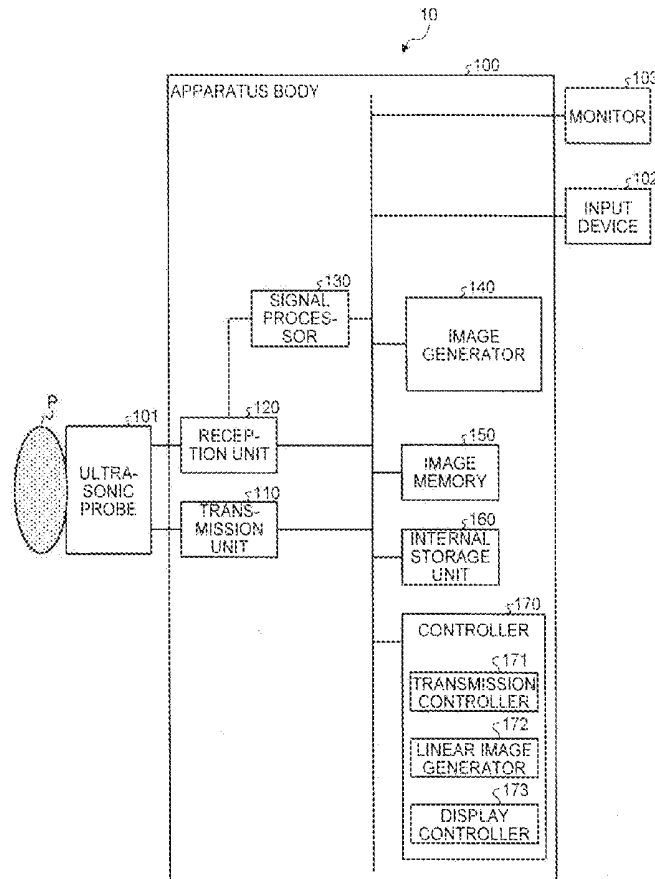 10
100
APPARATUS BODY
103
MONITOR
102
INPUT
DEVICE
130
SIGNAL
PROCES-
SOR
140
IMAGE
GENERATOR
P
101
ULTRA-
SONIC
PROBE
120
RECEP-
TION UNIT
110
TRANS-
MISSION
UNIT
150
IMAGE
MEMORY
160
INTERNAL
STORAGE
UNIT
170
CONTROLLER
171
TRANSMISSION
CONTROLLER
172
LINEAR IMAGE
GENERATOR
173
DISPLAY
CONTROLLER